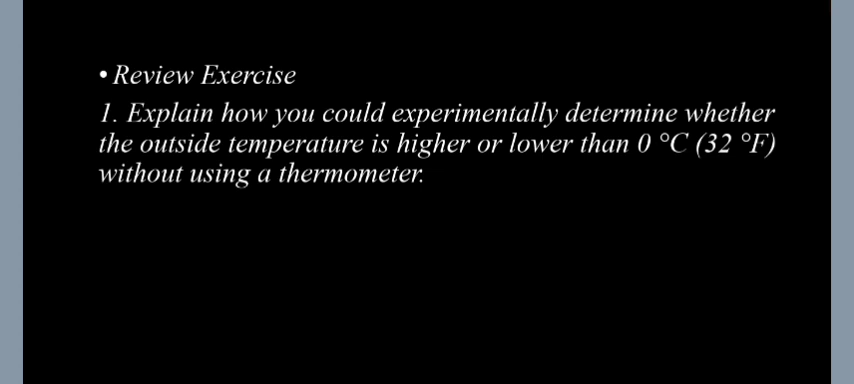 • Review Exercise
1. Explain how you could experimentally determine whether
the outside temperature is higher or lower than 0 °C (32 °F)
without using a thermometer.